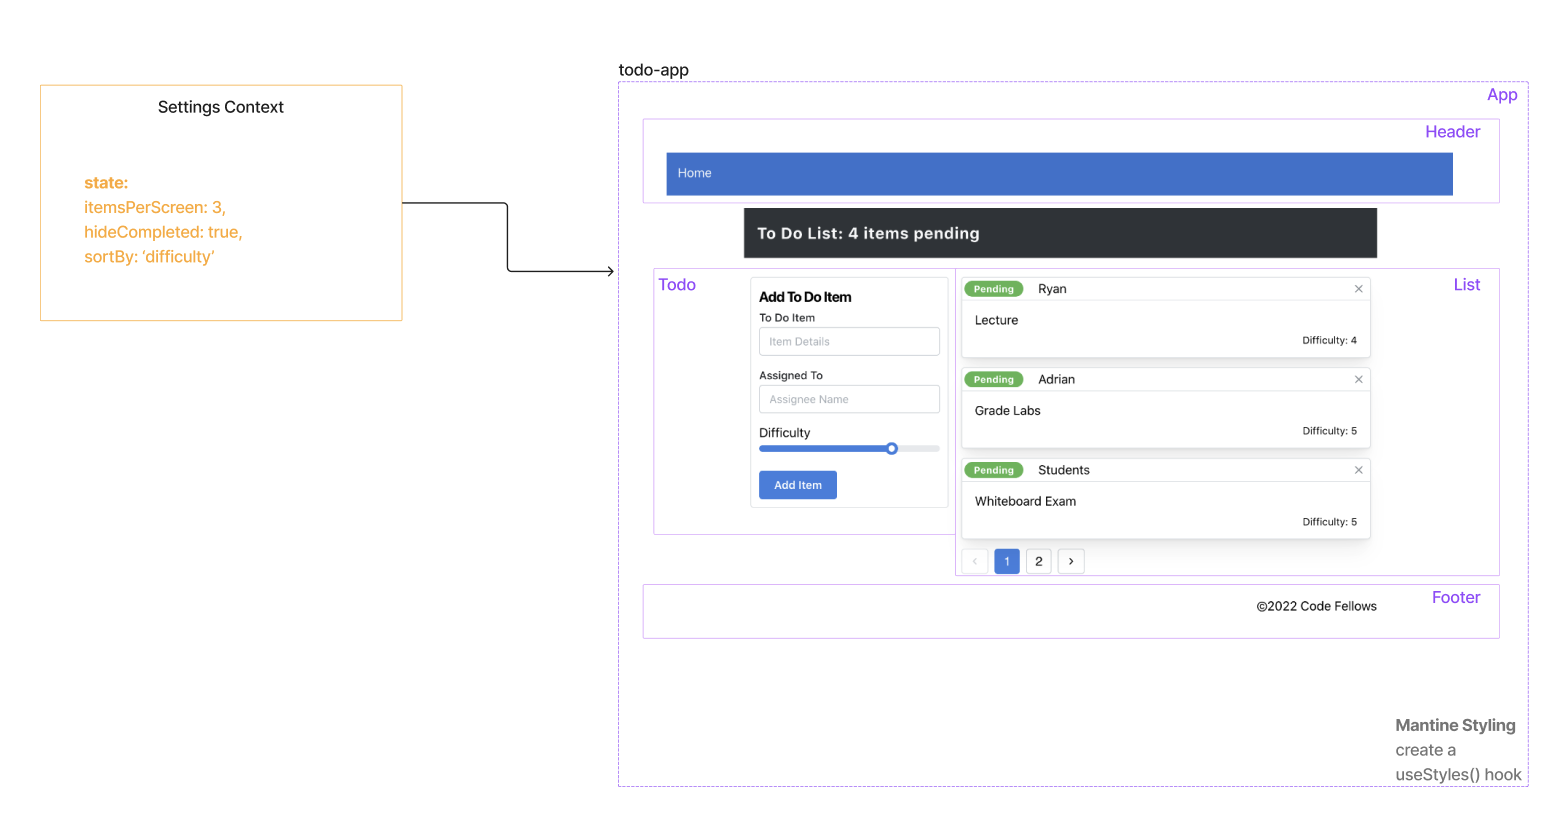 todo-app
App
Settings Context
state:
itemsPerScreen: 3,
hideCompleted: true,
sortBy: ‘difficulty’
Header
Home
To Do List: 4 items pending
Todo
Add To Do Item
To Do Item
Item Details
Assigned To
Assignee Name
Difficulty
Add Item
List
Pending Ryan ×
Lecture
Difficulty: 4
Pending Adrian ×
Grade Labs
Difficulty: 5
Pending Students ×
Whiteboard Exam
Difficulty: 5
‹ 1 2 ›
Footer
©2022 Code Fellows
Mantine Styling
create a
useStyles() hook